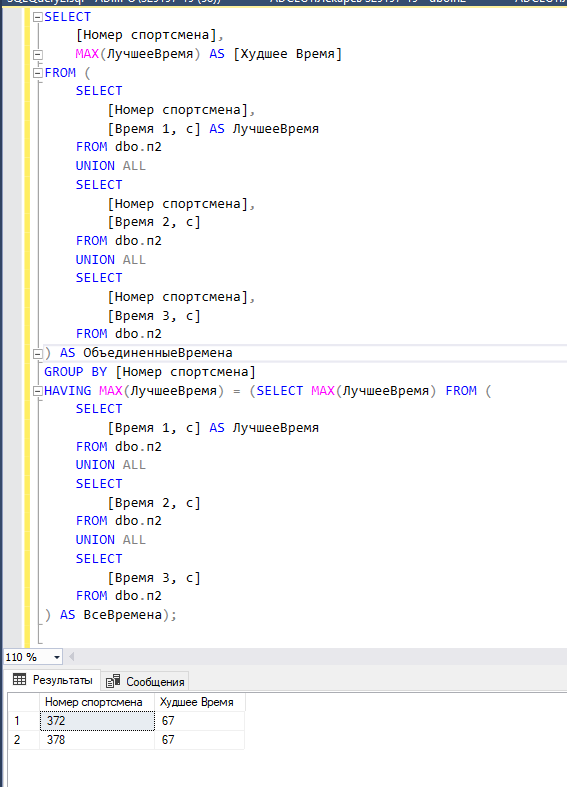 SELECT
[Номер спортсмена],
MAX(ЛучшееВремя) AS [Худшее Время]
FROM (
SELECT
[Номер спортсмена],
[Время 1, с] AS ЛучшееВремя
FROM dbo.п2
UNION ALL
SELECT
[Номер спортсмена],
[Время 2, с]
FROM dbo.п2
UNION ALL
SELECT
[Номер спортсмена],
[Время 3, с]
FROM dbo.п2
) AS ОбъединенныеВремена
GROUP BY [Номер спортсмена]
HAVING MAX(ЛучшееВремя) = (SELECT MAX(ЛучшееВремя) FROM (
SELECT
[Время 1, с] AS ЛучшееВремя
FROM dbo.п2
UNION ALL
SELECT
[Время 2, с]
FROM dbo.п2
UNION ALL
SELECT
[Время 3, с]
FROM dbo.п2
) AS ВсеВремена);
110 %
Результаты Сообщения
Номер спортсмена Худшее Время
1 372 67
2 378 67